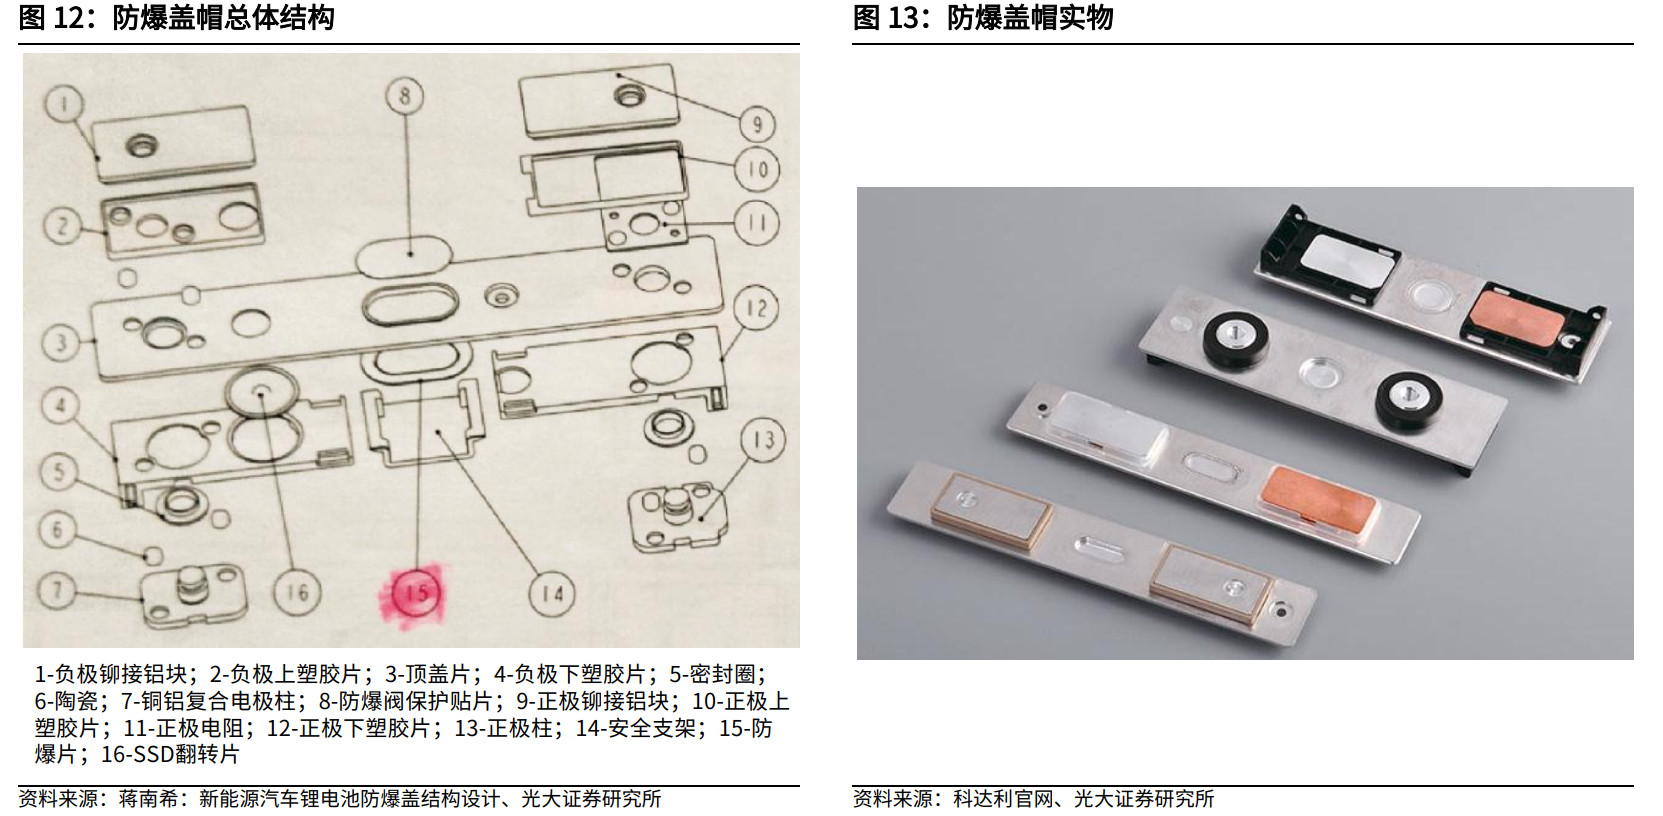 图 12：防爆盖帽总体结构
1
8
9
10
2
11
12
3
4
13
5
6
7
16
15
14
1-负极铆接铝块；2-负极上塑胶片；3-顶盖片；4-负极下塑胶片；5-密封圈；
6-陶瓷；7-铜铝复合电极柱；8-防爆阀保护贴片；9-正极铆接铝块；10-正极上
塑胶片；11-正极电阻；12-正极下塑胶片；13-正极柱；14-安全支架；15-防
爆片；16-SSD翻转片
资料来源：蒋南希：新能源汽车锂电池防爆盖结构设计、光大证券研究所
图 13：防爆盖帽实物
资料来源：科达利官网、光大证券研究所